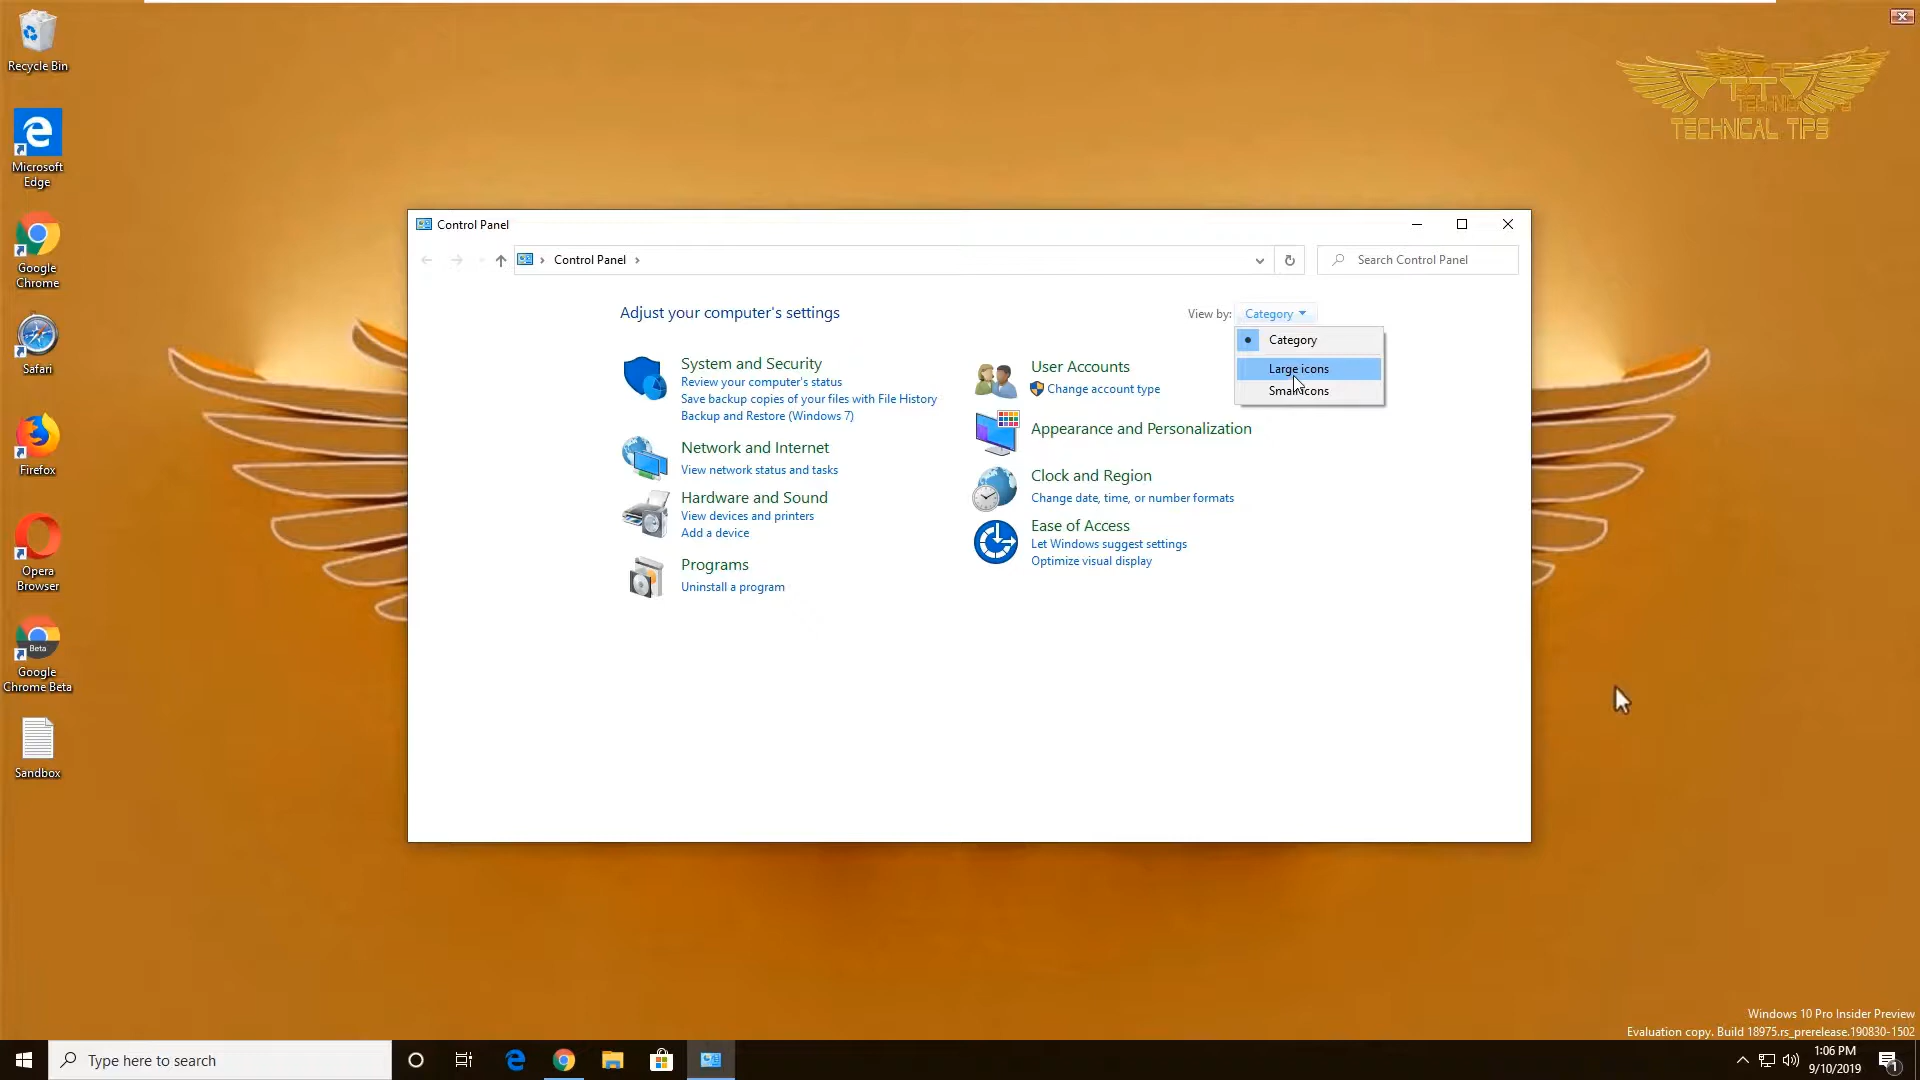 Recycle Bin
Microsoft
Edge
Google
Chrome
Safari
Firefox
Opera
Browser
Beta
Google
Chrome Beta
Sandbox
TECHNICAL TIPS
Control Panel
Control Panel
Search Control Panel
Adjust your computer's settings
View by: Category
Category
Large icons
Small icons
System and Security
Review your computer's status
Save backup copies of your files with File History
Backup and Restore (Windows 7)
Network and Internet
View network status and tasks
Hardware and Sound
View devices and printers
Add a device
Programs
Uninstall a program
User Accounts
Change account type
Appearance and Personalization
Clock and Region
Change date, time, or number formats
Ease of Access
Let Windows suggest settings
Optimize visual display
Windows 10 Pro Insider Preview
Evaluation copy. Build 18975.rs_prerelease.190830-1502
Type here to search
1:06 PM
9/10/2019
1